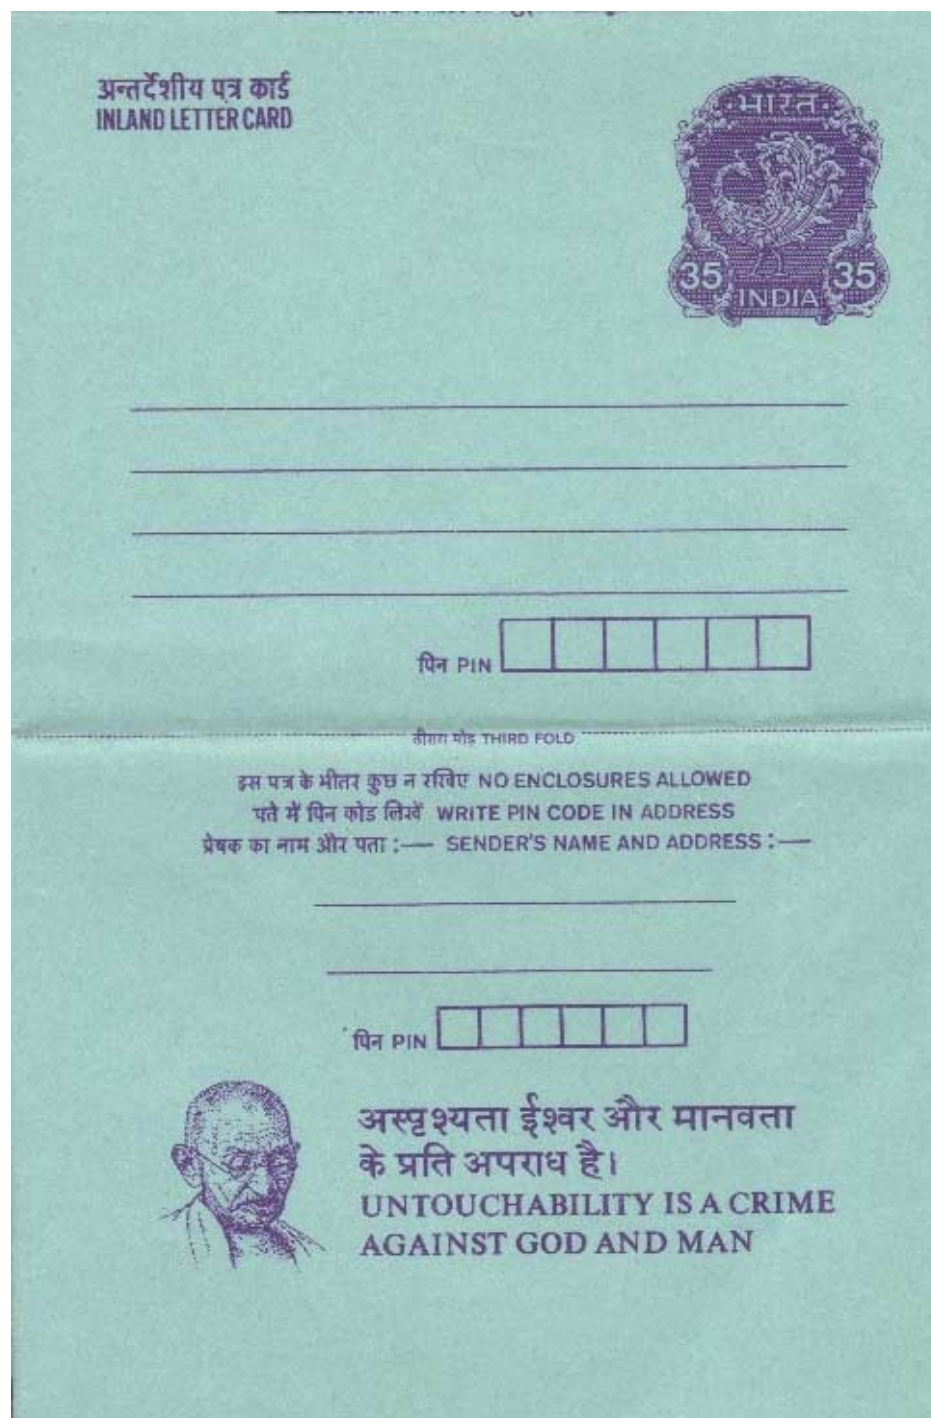 अन्तर्देशीय पत्र कार्ड
INLAND LETTER CARD
भारत
35 35
INDIA
पिन PIN
तीसरा मोड़ THIRD FOLD
इस पत्र के भीतर कुछ न रखिए NO ENCLOSURES ALLOWED
पते में पिन कोड लिखें WRITE PIN CODE IN ADDRESS
प्रेषक का नाम और पता :— SENDER'S NAME AND ADDRESS :—
पिन PIN
अस्पृश्यता ईश्वर और मानवता
के प्रति अपराध है।
UNTOUCHABILITY IS A CRIME
AGAINST GOD AND MAN